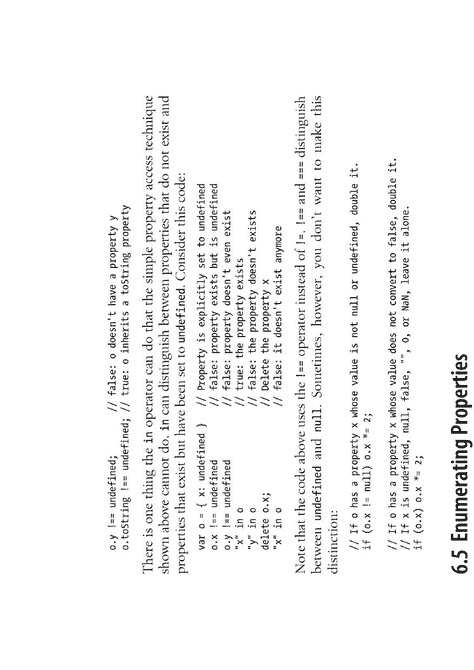 o.y !== undefined; // false: o doesn't have a property y
o.toString !== undefined; // true: o inherits a toString property
There is one thing the in operator can do that the simple property access technique
shown above cannot do. in can distinguish between properties that do not exist and
properties that exist but have been set to undefined. Consider this code:
var o = { x: undefined } // Property is explicitly set to undefined
o.x !== undefined // false: property exists but is undefined
o.y !== undefined // false: property doesn't even exist
"x" in o // true: the property exists
"y" in o // false: the property doesn't exists
delete o.x; // Delete the property x
"x" in o // false: it doesn't exist anymore
Note that the code above uses the !== operator instead of !=. !== and === distinguish
between undefined and null. Sometimes, however, you don't want to make this
distinction:
// If o has a property x whose value is not null or undefined, double it.
if (o.x != null) o.x *= 2;
// If o has a property x whose value does not convert to false, double it.
// If x is undefined, null, false, "", 0, or NaN, leave it alone.
if (o.x) o.x *= 2;
6.5 Enumerating Properties